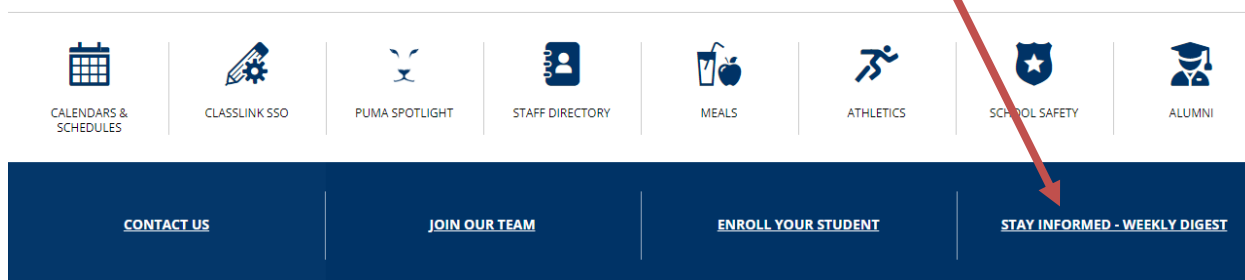 CALENDARS &
SCHEDULES
CLASSLINK SSO
PUMA SPOTLIGHT
STAFF DIRECTORY
MEALS
ATHLETICS
SCHOOL SAFETY
ALUMNI
CONTACT US
JOIN OUR TEAM
ENROLL YOUR STUDENT
STAY INFORMED - WEEKLY DIGEST